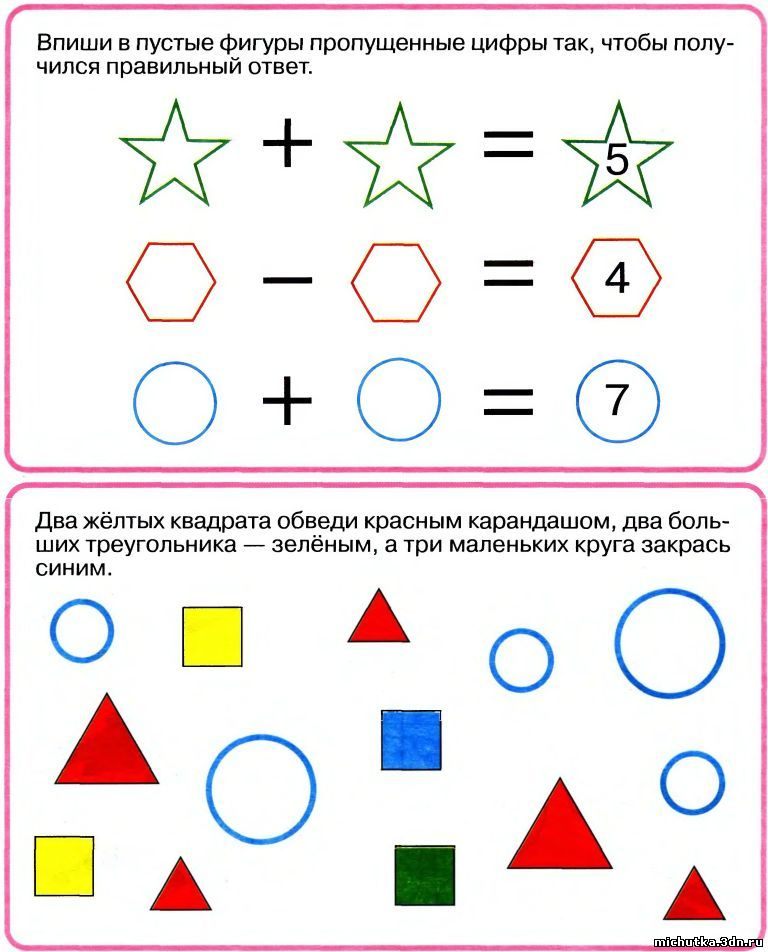 Впиши в пустые фигуры пропущенные цифры так, чтобы полу-
чился правильный ответ.
+ = 5
– = 4
+ = 7
Два жёлтых квадрата обведи красным карандашом, два боль-
ших треугольника — зелёным, а три маленьких круга закрась
синим.
michutka.3dn.ru